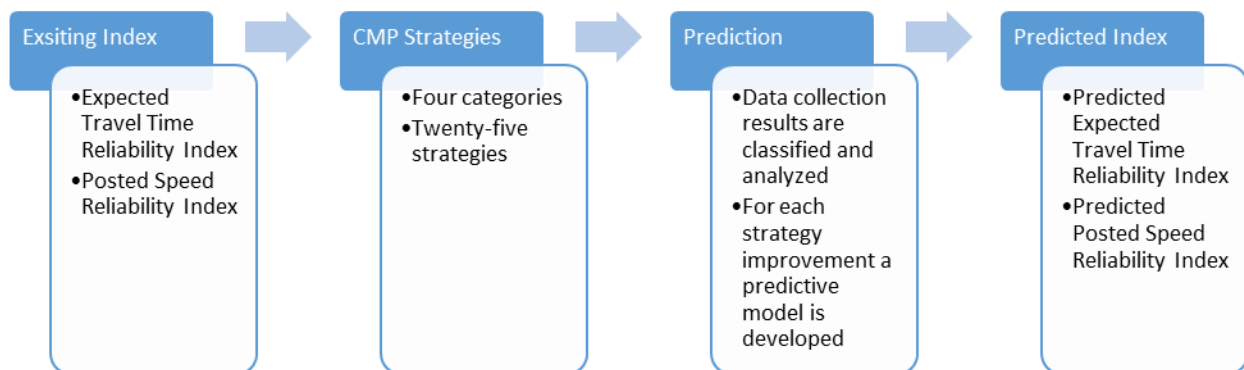 Exsiting Index
•Expected
Travel Time
Reliability Index
•Posted Speed
Reliability Index
CMP Strategies
•Four categories
•Twenty-five
strategies
Prediction
•Data collection
results are
classified and
analyzed
•For each
strategy
improvement a
predictive
model is
developed
Predicted Index
•Predicted
Expected
Travel Time
Reliability Index
•Predicted
Posted Speed
Reliability Index